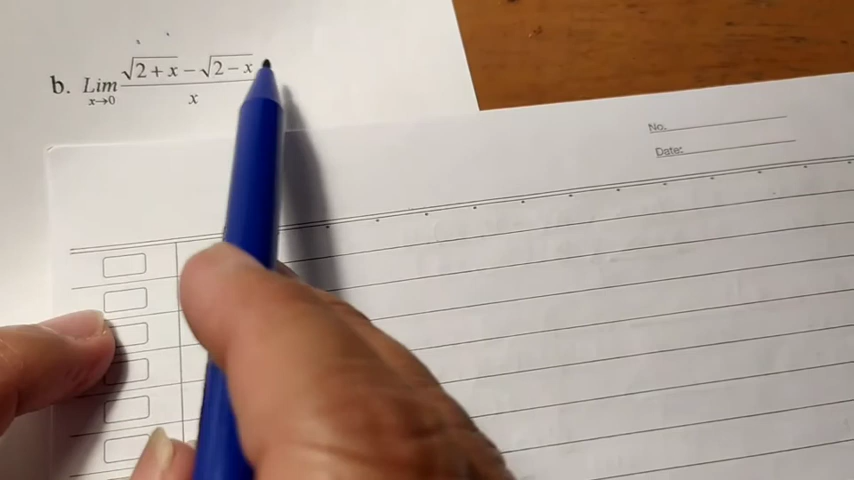 b. Lim x→0 (√(2 + x) − √(2 − x)) / x
No.
Date: